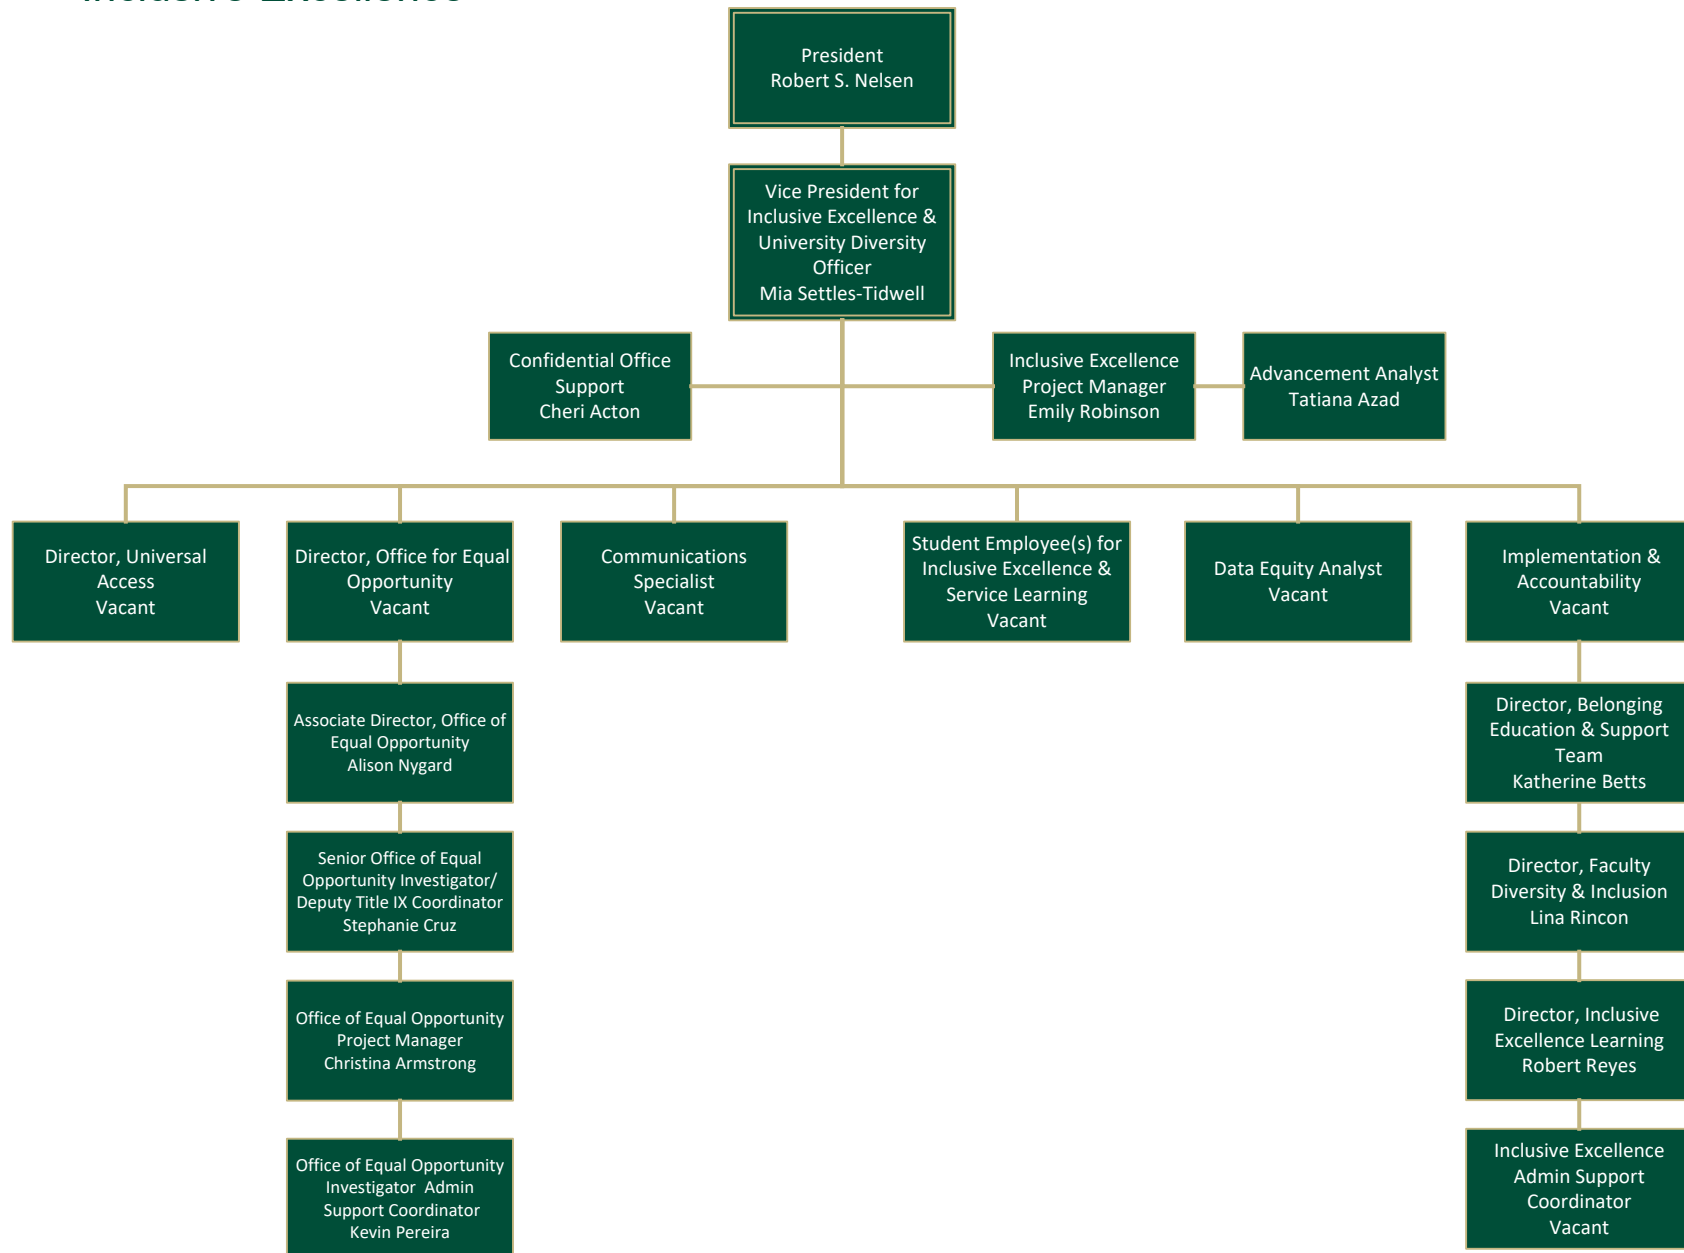 Inclusive Excellence
President
Robert S. Nelsen
Vice President for
Inclusive Excellence &
University Diversity
Officer
Mia Settles-Tidwell
Confidential Office
Support
Cheri Acton
Inclusive Excellence
Project Manager
Emily Robinson
Advancement Analyst
Tatiana Azad
Director, Universal
Access
Vacant
Director, Office for Equal
Opportunity
Vacant
Communications
Specialist
Vacant
Student Employee(s) for
Inclusive Excellence &
Service Learning
Vacant
Data Equity Analyst
Vacant
Implementation &
Accountability
Vacant
Associate Director, Office of
Equal Opportunity
Alison Nygard
Senior Office of Equal
Opportunity Investigator/
Deputy Title IX Coordinator
Stephanie Cruz
Office of Equal Opportunity
Project Manager
Christina Armstrong
Office of Equal Opportunity
Investigator Admin
Support Coordinator
Kevin Pereira
Director, Belonging
Education & Support
Team
Katherine Betts
Director, Faculty
Diversity & Inclusion
Lina Rincon
Director, Inclusive
Excellence Learning
Robert Reyes
Inclusive Excellence
Admin Support
Coordinator
Vacant